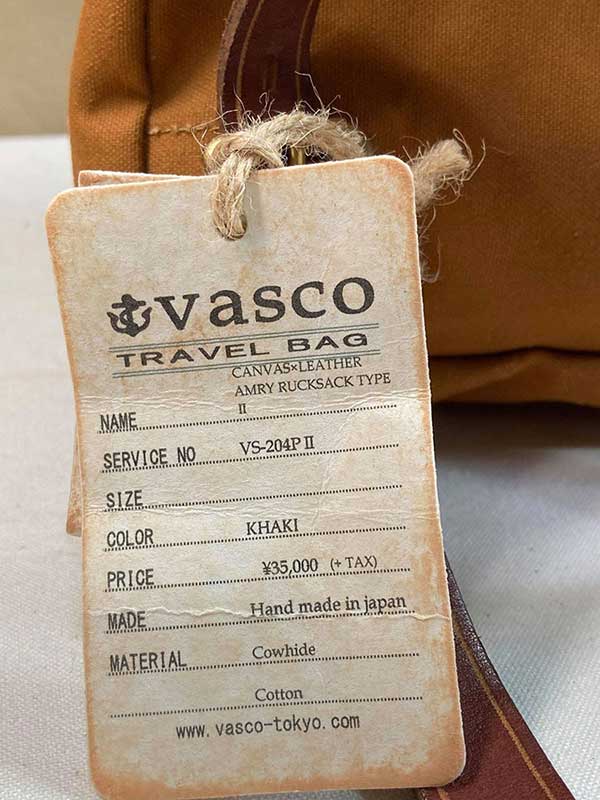 vasco
TRAVEL BAG
CANVAS×LEATHER
AMRY RUCKSACK TYPE
NAME II
SERVICE NO VS-204P II
SIZE
COLOR KHAKI
PRICE ¥35,000 (+ TAX)
MADE Hand made in japan
MATERIAL Cowhide
Cotton
www.vasco-tokyo.com